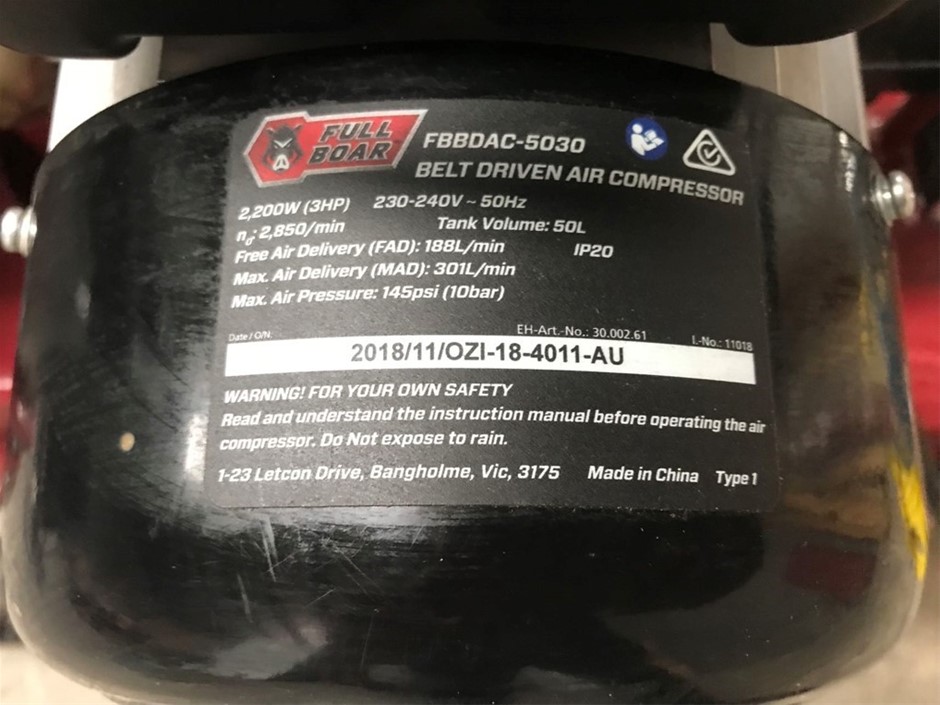 FULL BOAR
FBBDAC-5030
BELT DRIVEN AIR COMPRESSOR
2,200W (3HP) 230-240V ~ 50Hz
n₀: 2,850/min Tank Volume: 50L
Free Air Delivery (FAD): 188L/min IP20
Max. Air Delivery (MAD): 301L/min
Max. Air Pressure: 145psi (10bar)
Date / O/N: EH-Art.-No.: 30.002.61 I.-No.: 11018
2018/11/OZI-18-4011-AU
WARNING! FOR YOUR OWN SAFETY
Read and understand the instruction manual before operating the air
compressor. Do Not expose to rain.
1-23 Letcon Drive, Bangholme, Vic, 3175 Made in China Type 1